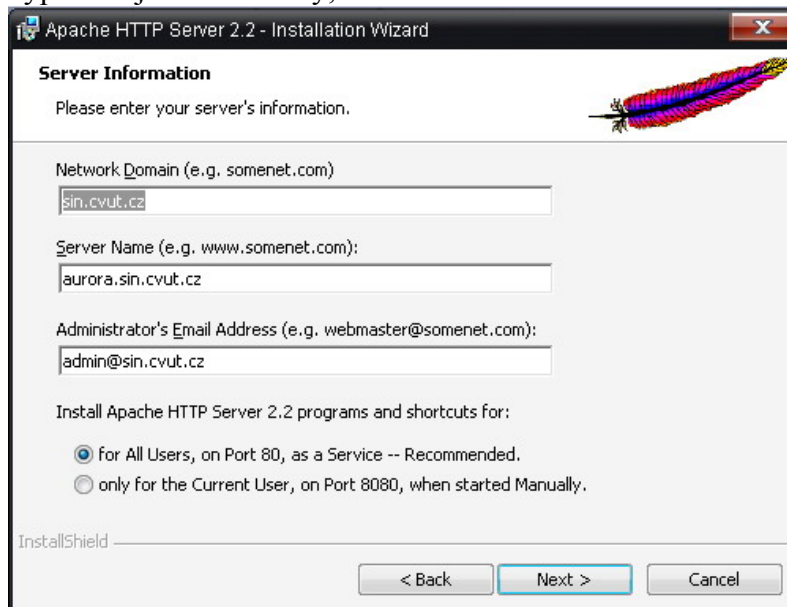 Apache HTTP Server 2.2 - Installation Wizard
Server Information
Please enter your server's information.
Network Domain (e.g. somenet.com)
sin.cvut.cz
Server Name (e.g. www.somenet.com):
aurora.sin.cvut.cz
Administrator's Email Address (e.g. webmaster@somenet.com):
admin@sin.cvut.cz
Install Apache HTTP Server 2.2 programs and shortcuts for:
for All Users, on Port 80, as a Service -- Recommended.
only for the Current User, on Port 8080, when started Manually.
InstallShield
< Back Next > Cancel